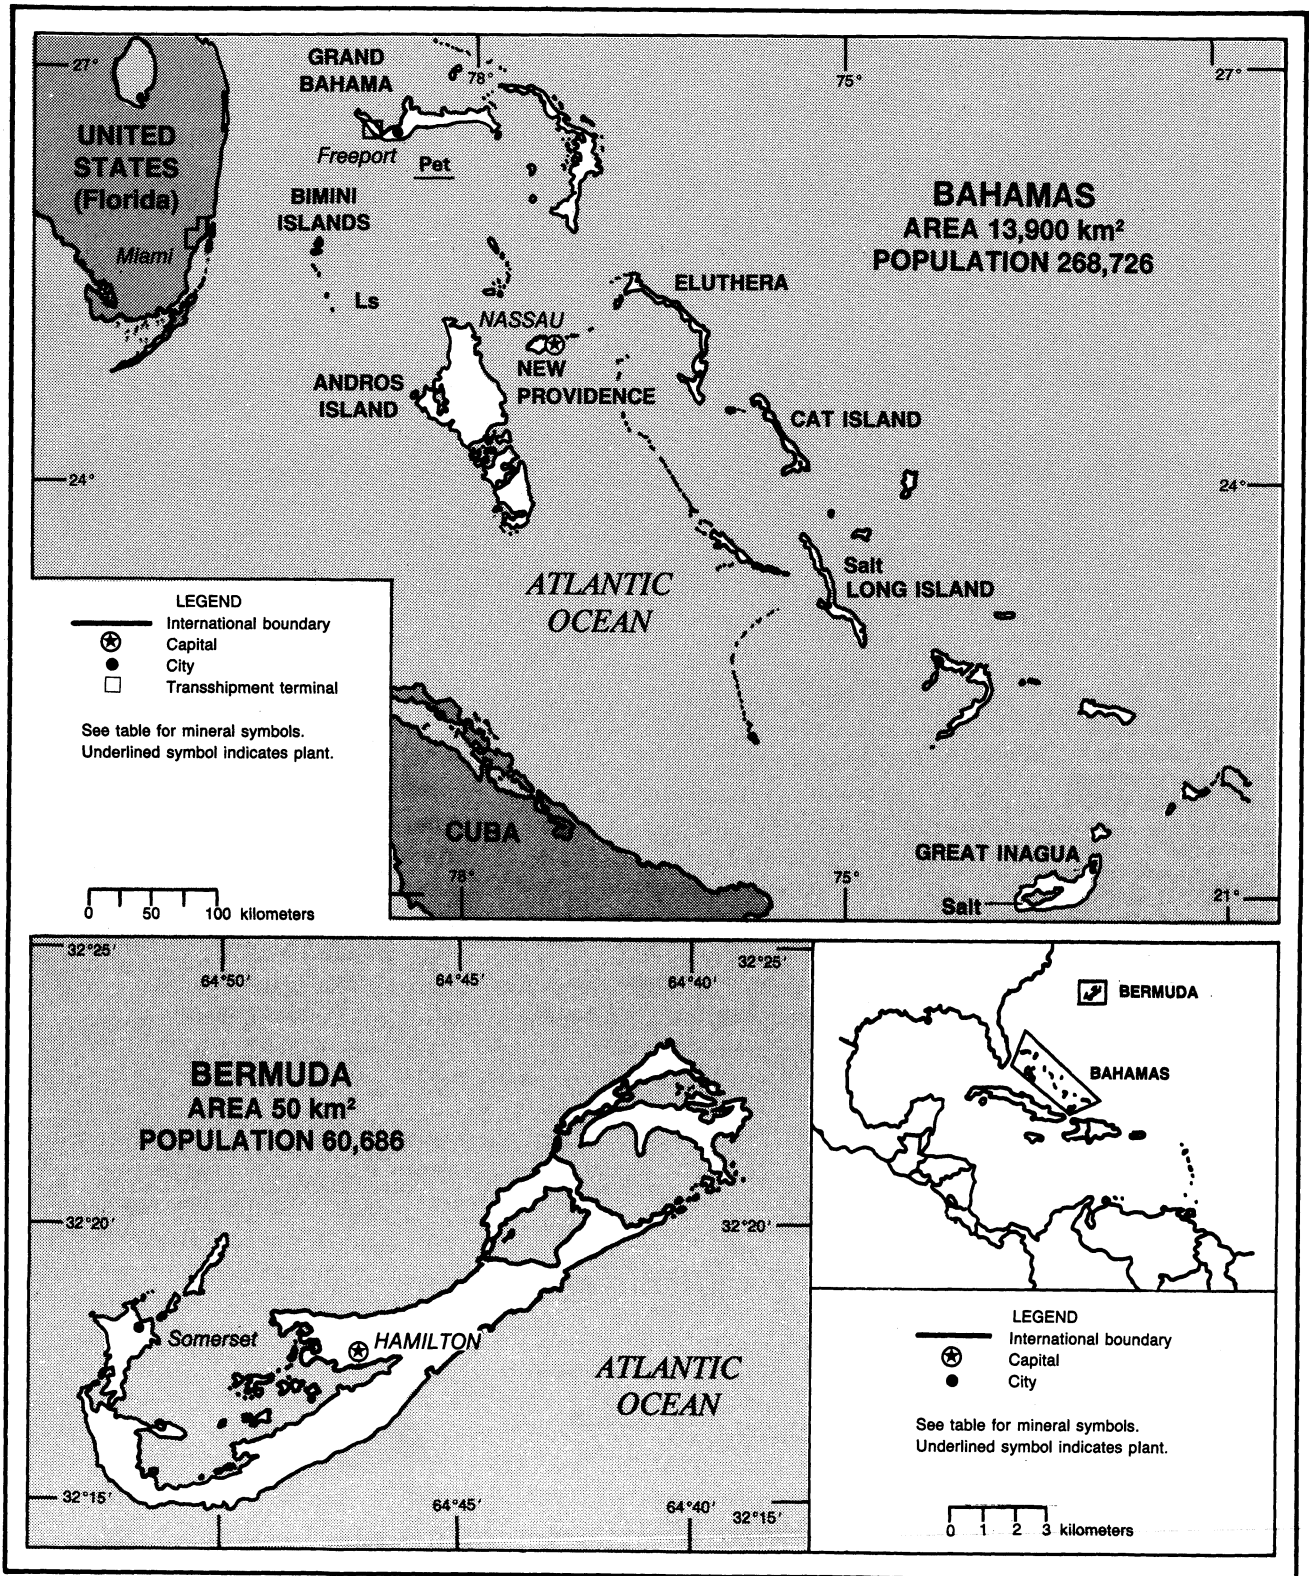 27°
GRAND
BAHAMA
78°
75°
27°
UNITED
STATES
(Florida)
Miami
Freeport
Pet
BIMINI
ISLANDS
Ls
BAHAMAS
AREA 13,900 km²
POPULATION 268,726
ELUTHERA
NASSAU
NEW
PROVIDENCE
ANDROS
ISLAND
CAT ISLAND
24°
24°
Salt
LONG ISLAND
ATLANTIC
OCEAN
LEGEND
International boundary
Capital
City
Transshipment terminal
See table for mineral symbols.
Underlined symbol indicates plant.
0 50 100 kilometers
CUBA
78°
75°
GREAT INAGUA
Salt
21°
32°25'
64°50'
64°45'
64°40'
32°25'
BERMUDA
AREA 50 km²
POPULATION 60,686
32°20'
32°20'
Somerset
HAMILTON
ATLANTIC
OCEAN
32°15'
64°45'
64°40'
32°15'
BERMUDA
BAHAMAS
LEGEND
International boundary
Capital
City
See table for mineral symbols.
Underlined symbol indicates plant.
0 1 2 3 kilometers